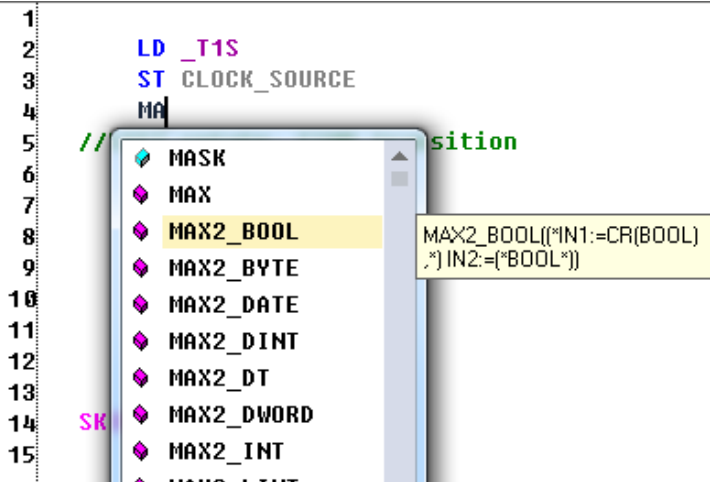 1
2 LD _T1S
3 ST CLOCK_SOURCE
4 MA
5 // sition
6
7
8
9
10
11
12
13
14 SK
15
MASK
MAX
MAX2_BOOL
MAX2_BYTE
MAX2_DATE
MAX2_DINT
MAX2_DT
MAX2_DWORD
MAX2_INT
MAX2_BOOL((*IN1:=CR(BOOL)
,*) IN2:=(*BOOL*))